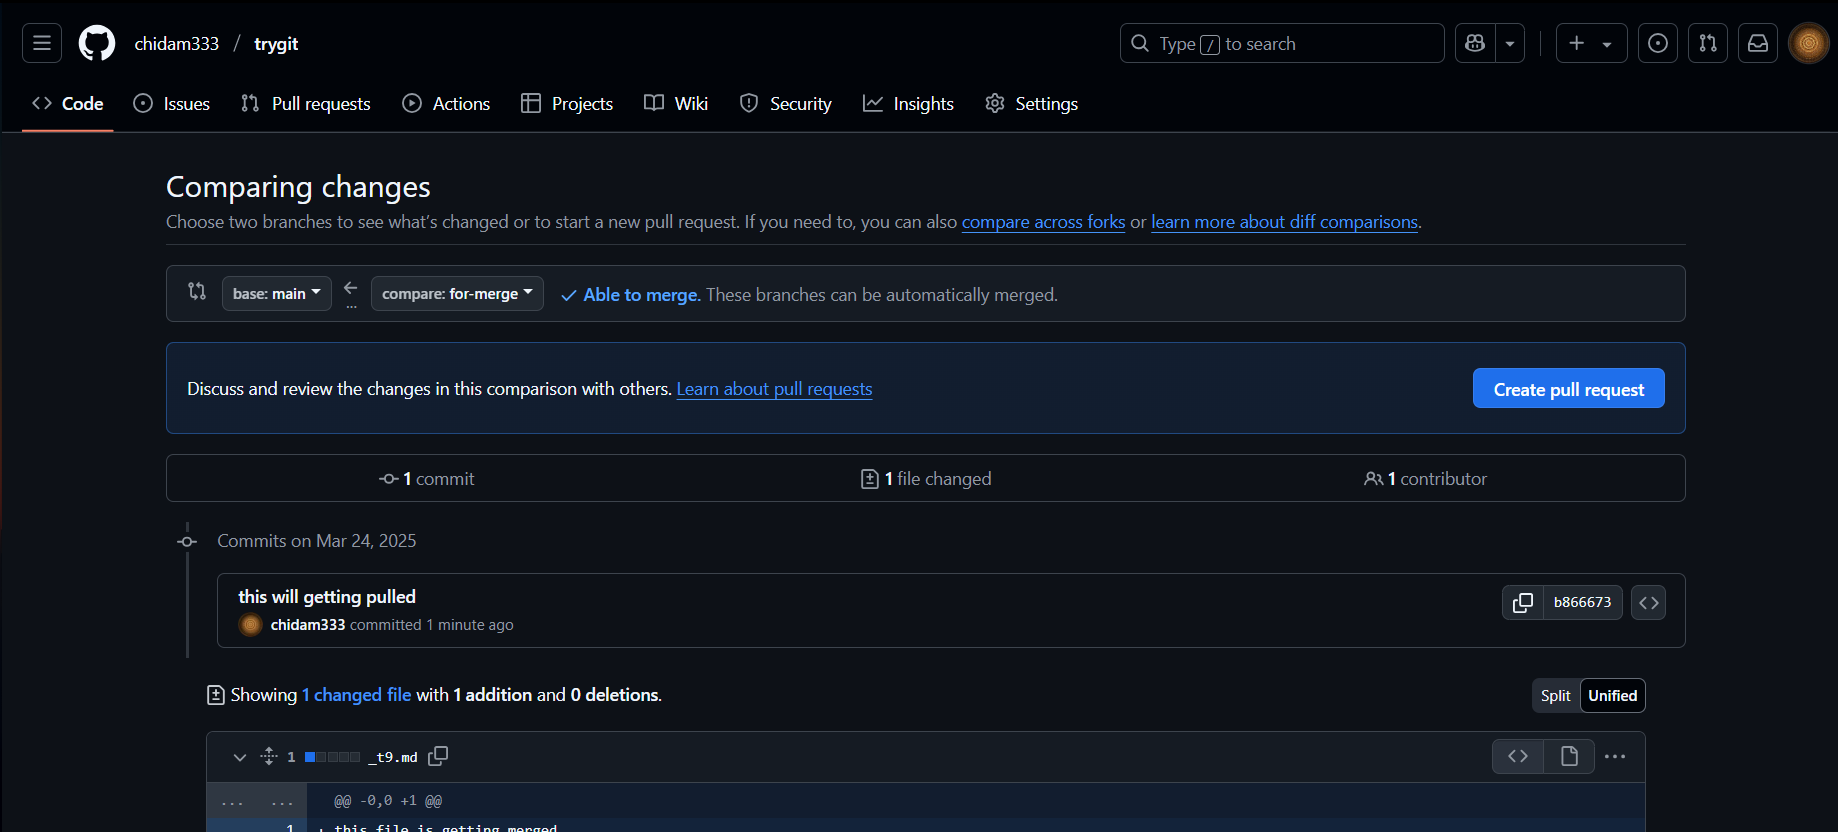 chidam333 / trygit
Type / to search
Code Issues Pull requests Actions Projects Wiki Security Insights Settings
Comparing changes
Choose two branches to see what's changed or to start a new pull request. If you need to, you can also compare across forks or learn more about diff comparisons.
base: main ... compare: for-merge Able to merge. These branches can be automatically merged.
Discuss and review the changes in this comparison with others. Learn about pull requests Create pull request
1 commit 1 file changed 1 contributor
Commits on Mar 24, 2025
this will getting pulled b866673
chidam333 committed 1 minute ago
Showing 1 changed file with 1 addition and 0 deletions. Split Unified
1 _t9.md ...
... ... @@ -0,0 +1 @@
1 + this file is getting merged